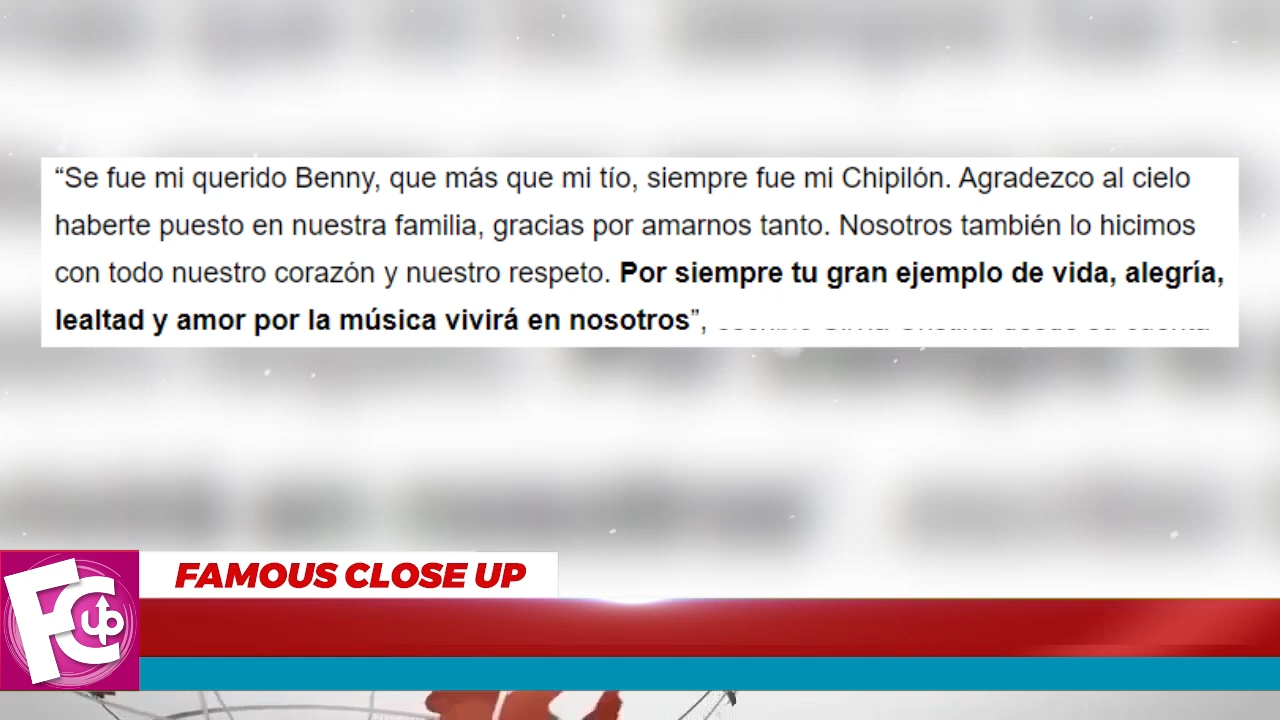 “Se fue mi querido Benny, que más que mi tío, siempre fue mi Chipilón. Agradezco al cielo
haberte puesto en nuestra familia, gracias por amarnos tanto. Nosotros también lo hicimos
con todo nuestro corazón y nuestro respeto. Por siempre tu gran ejemplo de vida, alegría,
lealtad y amor por la música vivirá en nosotros”,
FAMOUS CLOSE UP
FC up